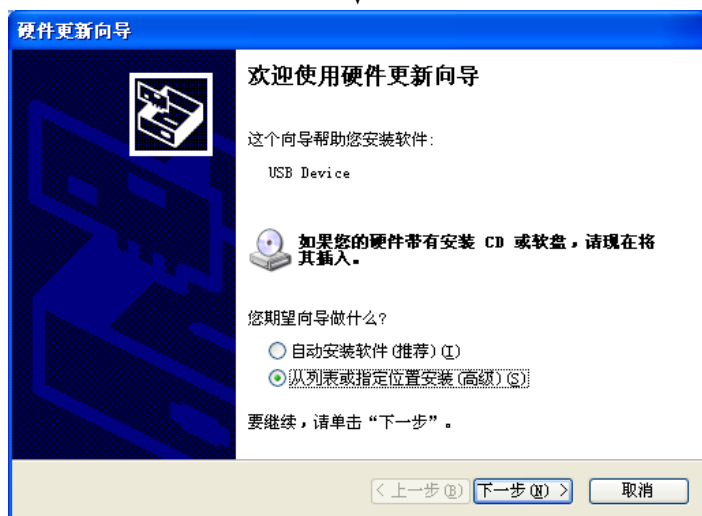 硬件更新向导
欢迎使用硬件更新向导
这个向导帮助您安装软件:
USB Device
如果您的硬件带有安装 CD 或软盘，请现在将
其插入。
您期望向导做什么?
自动安装软件(推荐)(I)
从列表或指定位置安装(高级)(S)
要继续，请单击“下一步”。
< 上一步(B)
下一步(N) >
取消